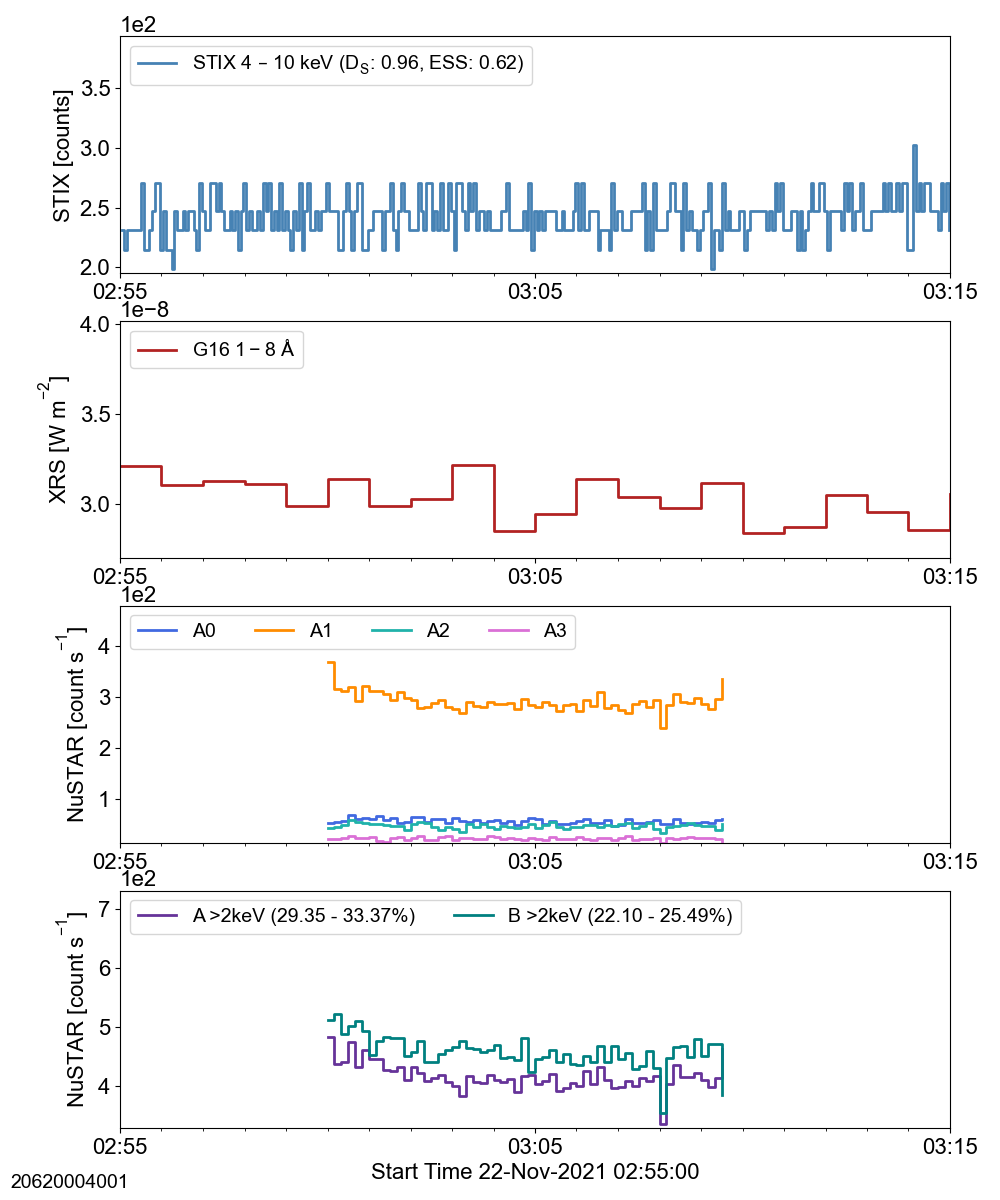 1e2
STIX 4 – 10 keV (D_S: 0.96, ESS: 0.62)
STIX [counts]
3.5
3.0
2.5
2.0
02:55 03:05 03:15
1e−8
4.0
G16 1 – 8 Å
XRS [W m⁻²]
3.5
3.0
02:55 03:05 03:15
1e2
A0 A1 A2 A3
NuSTAR [count s⁻¹]
4
3
2
1
02:55 03:05 03:15
1e2
7
A >2keV (29.35 - 33.37%) B >2keV (22.10 - 25.49%)
NuSTAR [count s⁻¹]
6
5
4
02:55 03:05 03:15
Start Time 22-Nov-2021 02:55:00
20620004001